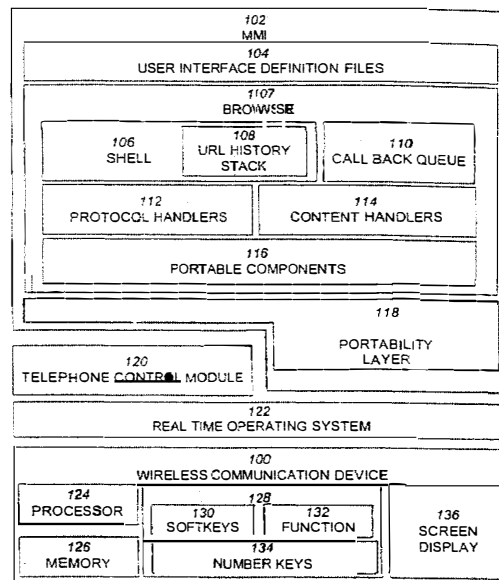 102
MMI
104
USER INTERFACE DEFINITION FILES
1107
BROWSE
106
SHELL
108
URL HISTORY
STACK
110
CALL BACK QUEUE
112
PROTOCOL HANDLERS
114
CONTENT HANDLERS
116
PORTABLE COMPONENTS
118
PORTABILITY
LAYER
120
TELEPHONE CONTROL MODULE
122
REAL TIME OPERATING SYSTEM
100
WIRELESS COMMUNICATION DEVICE
124
PROCESSOR
128
130
SOFTKEYS
132
FUNCTION
136
SCREEN
DISPLAY
126
MEMORY
134
NUMBER KEYS